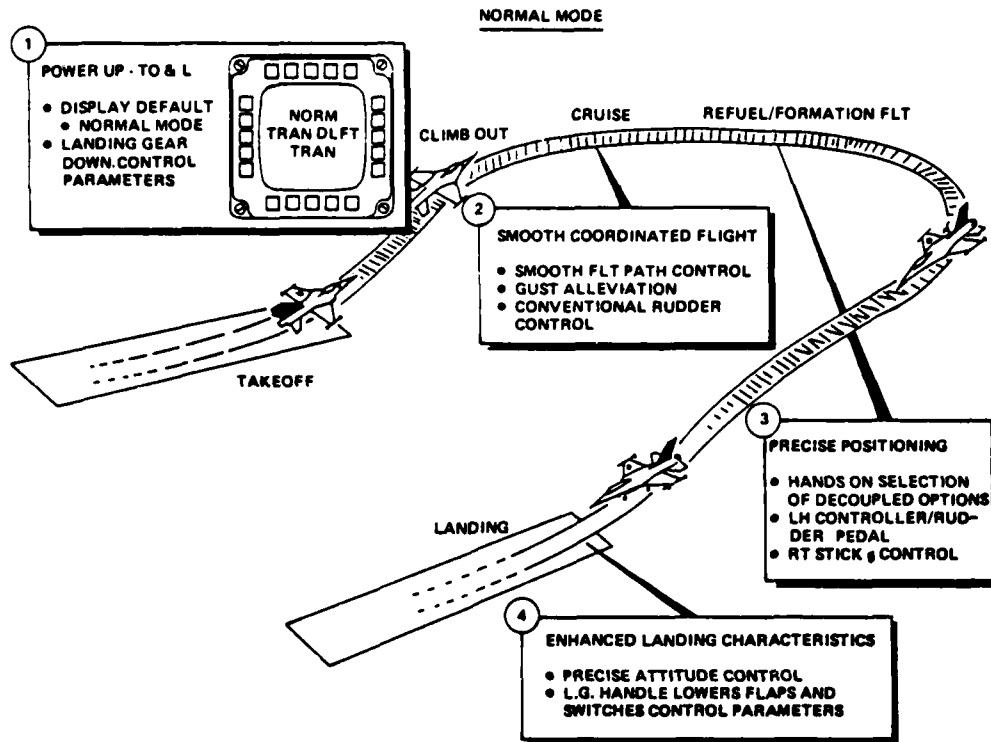 NORMAL MODE
1
POWER UP - TO & L
• DISPLAY DEFAULT
• NORMAL MODE
• LANDING GEAR
DOWN.CONTROL
PARAMETERS
NORM
TRAN DLFT
TRAN
CLIMB OUT
CRUISE
REFUEL/FORMATION FLT
2
SMOOTH COORDINATED FLIGHT
• SMOOTH FLT PATH CONTROL
• GUST ALLEVIATION
• CONVENTIONAL RUDDER
CONTROL
TAKEOFF
3
PRECISE POSITIONING
• HANDS ON SELECTION
OF DECOUPLED OPTIONS
• LH CONTROLLER/RUD-
DER PEDAL
• RT STICK g CONTROL
LANDING
4
ENHANCED LANDING CHARACTERISTICS
• PRECISE ATTITUDE CONTROL
• L.G. HANDLE LOWERS FLAPS AND
SWITCHES CONTROL PARAMETERS